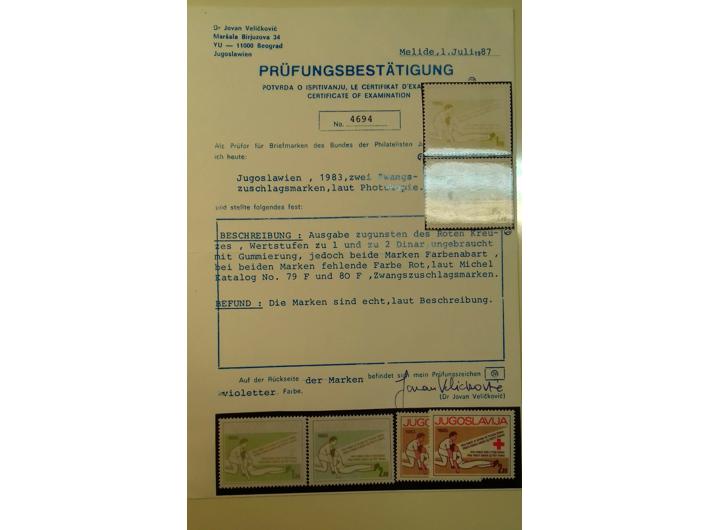 Dr Jovan Veličković
Maršala Birjuzova 34
YU — 11000 Beograd
Jugoslawien
Melide, 1. Juli 1987
PRÜFUNGSBESTÄTIGUNG
POTVRDA O ISPITIVANJU, LE CERTIFIKAT D'EXA
CERTIFICATE OF EXAMINATION
No. 4694
Als Prüfer für Briefmarken des Bundes der Philatelisten
ich heute:
Jugoslawien , 1983, zwei Zwangs-
zuschlagsmarken, laut Photokopie.
und stellte folgendes fest:
BESCHREIBUNG : Ausgabe zugunsten des Roten Kreu-
zes , Wertstufen zu 1 und zu 2 Dinar ungebraucht
mit Gummierung, jedoch beide Marken Farbenabart ,
bei beiden Marken fehlende Farbe Rot, laut Michel
Katalog No. 79 F und 80 F , Zwangszuschlagsmarken.
BEFUND : Die Marken sind echt, laut Beschreibung.
Auf der Rückseite der Marken befindet sich mein Prüfungszeichen
violetter Farbe.
Jovan Veličković
(Dr Jovan Veličković)
JUGO
JUGOSLAVIJA